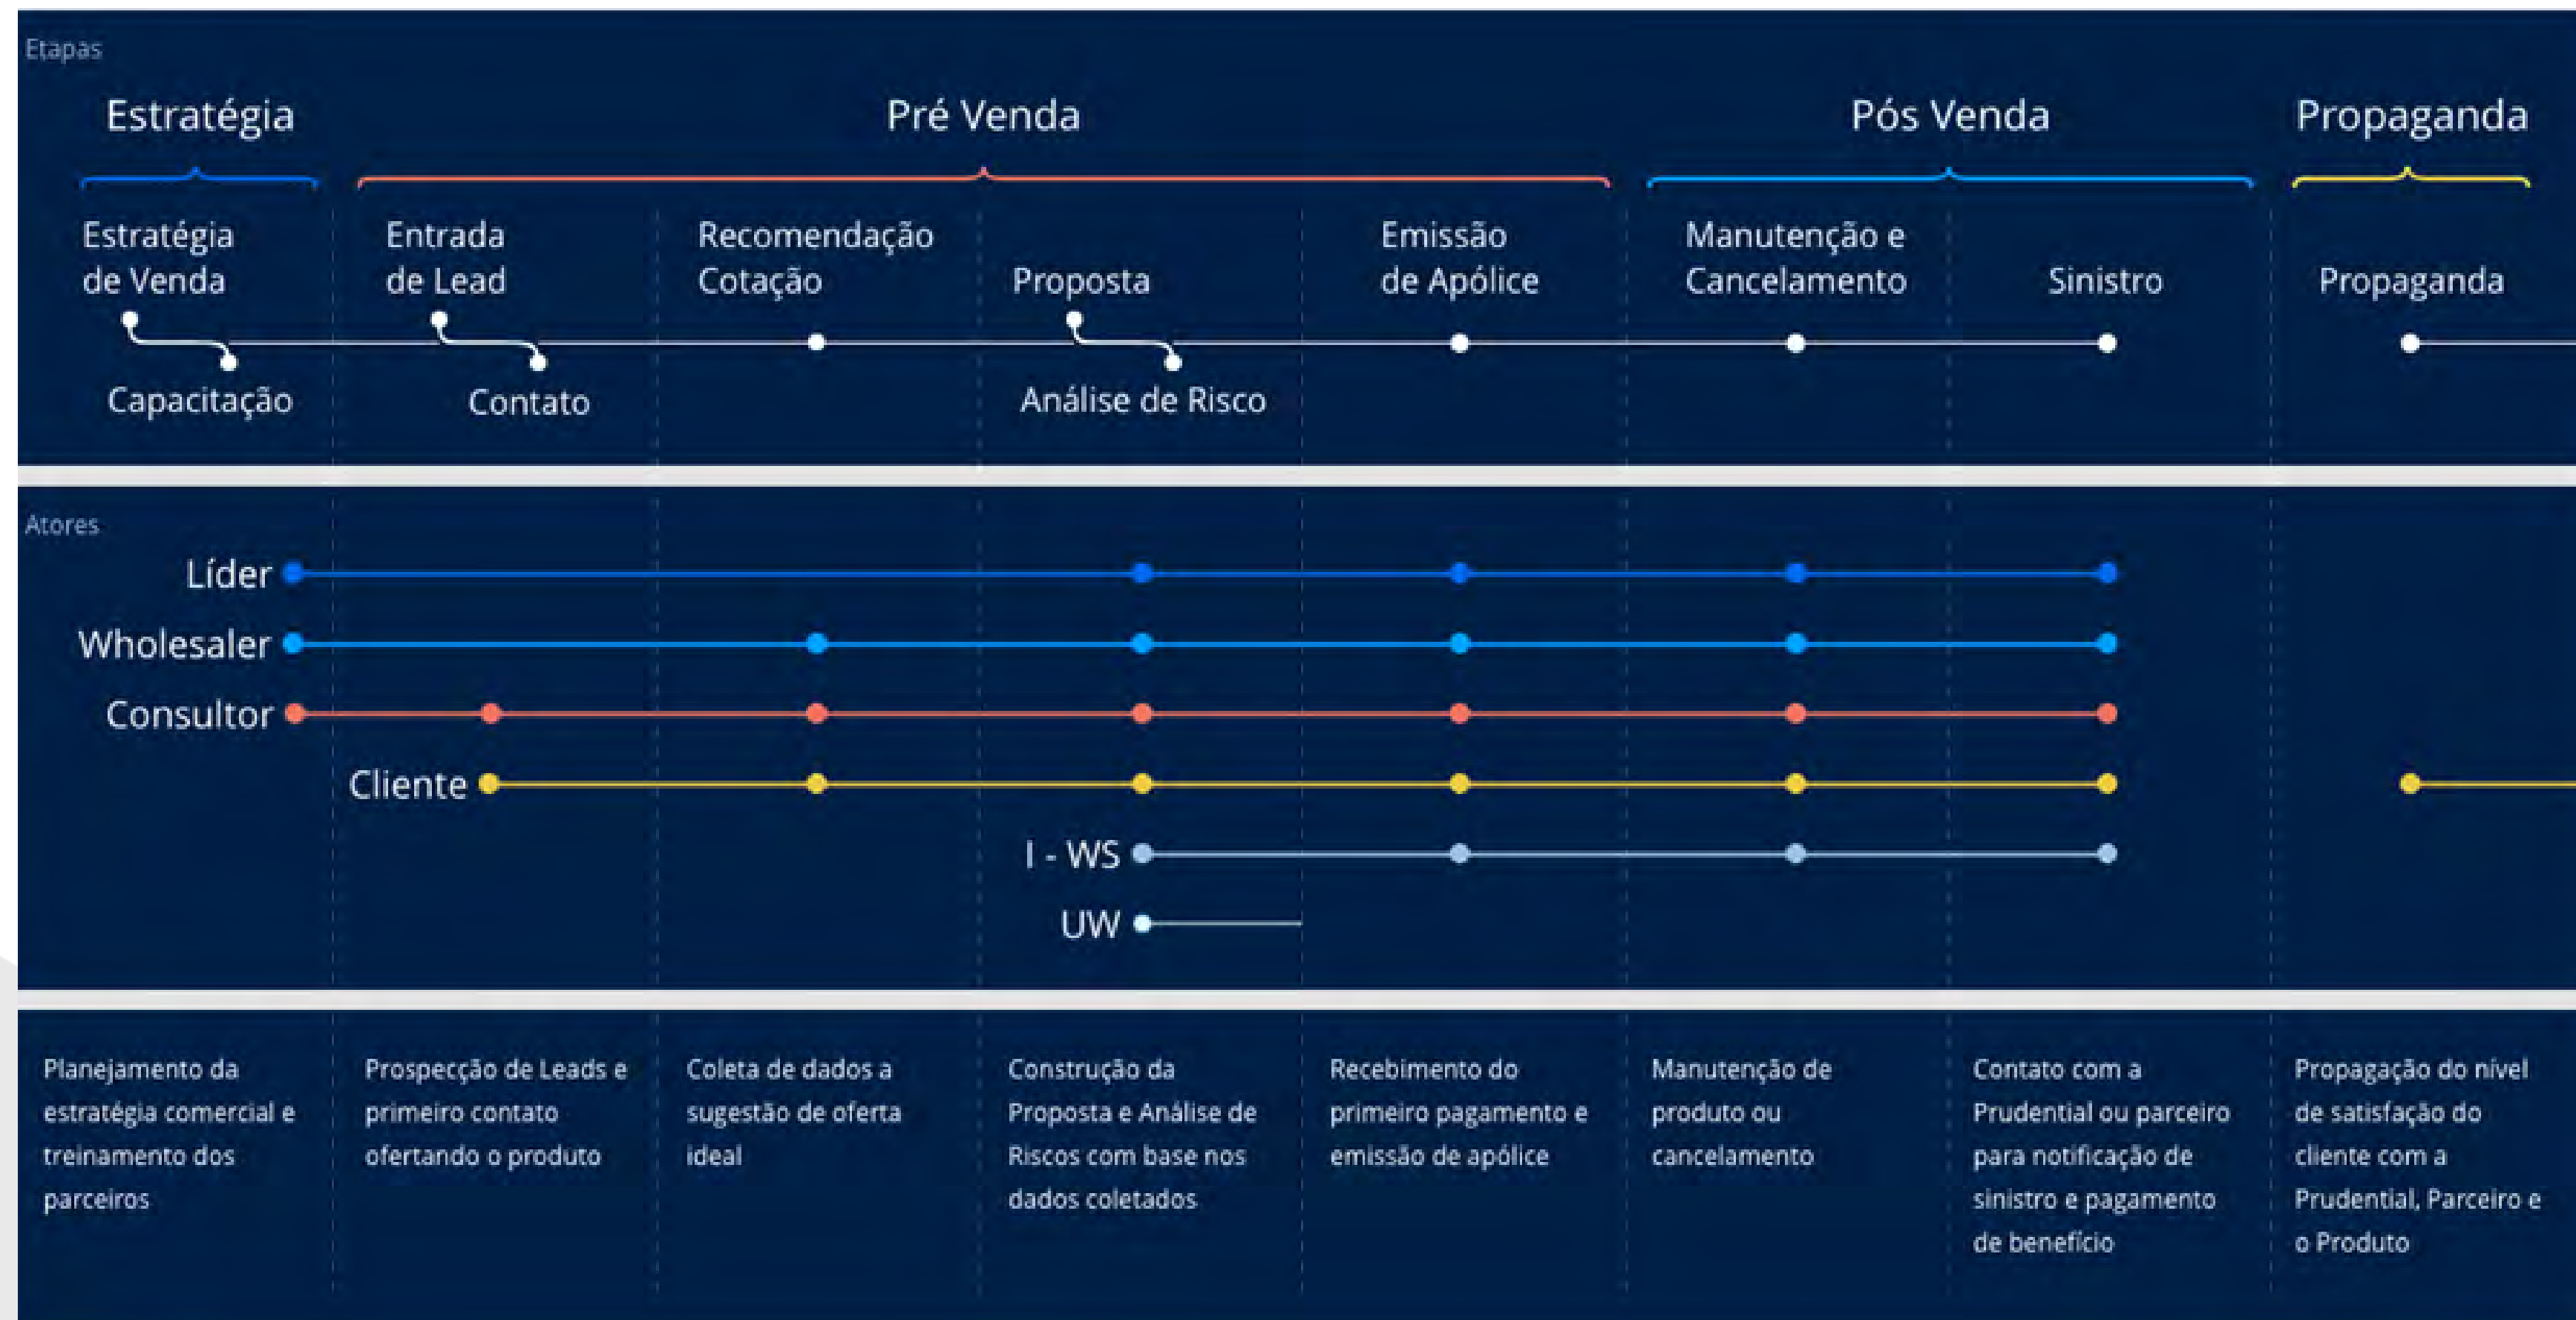 Etapas
Estratégia
Pré Venda
Pós Venda
Propaganda
Estratégia
de Venda
Capacitação
Entrada
de Lead
Contato
Recomendação
Cotação
Proposta
Análise de Risco
Emissão
de Apólice
Manutenção e
Cancelamento
Sinistro
Propaganda
Atores
Líder
Wholesaler
Consultor
Cliente
I - WS
UW
Planejamento da
estratégia comercial e
treinamento dos
parceiros
Prospecção de Leads e
primeiro contato
ofertando o produto
Coleta de dados a
sugestão de oferta
ideal
Construção da
Proposta e Análise de
Riscos com base nos
dados coletados
Recebimento do
primeiro pagamento e
emissão de apólice
Manutenção de
produto ou
cancelamento
Contato com a
Prudential ou parceiro
para notificação de
sinistro e pagamento
de benefício
Propagação do nível
de satisfação do
cliente com a
Prudential, Parceiro e
o Produto